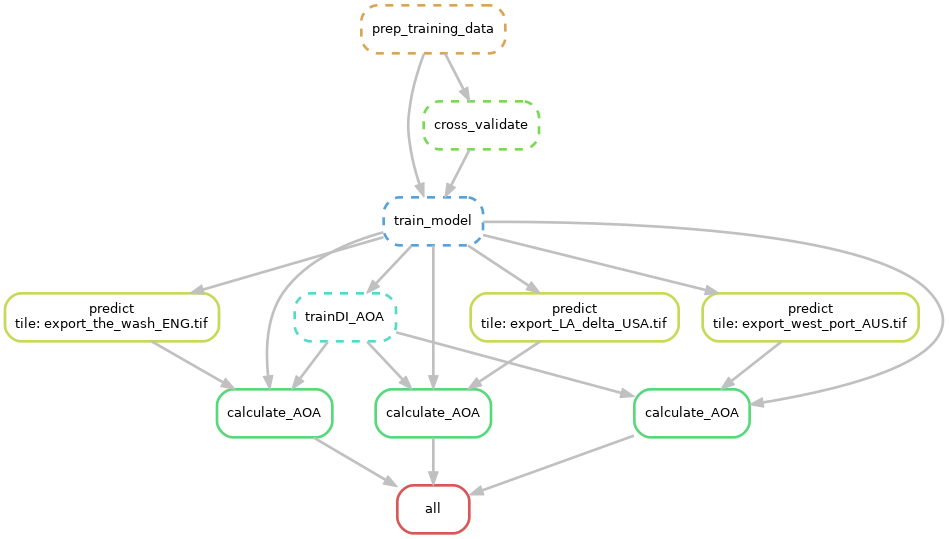 prep_training_data
cross_validate
train_model
predict
tile: export_the_wash_ENG.tif
trainDI_AOA
predict
tile: export_LA_delta_USA.tif
predict
tile: export_west_port_AUS.tif
calculate_AOA
calculate_AOA
calculate_AOA
all